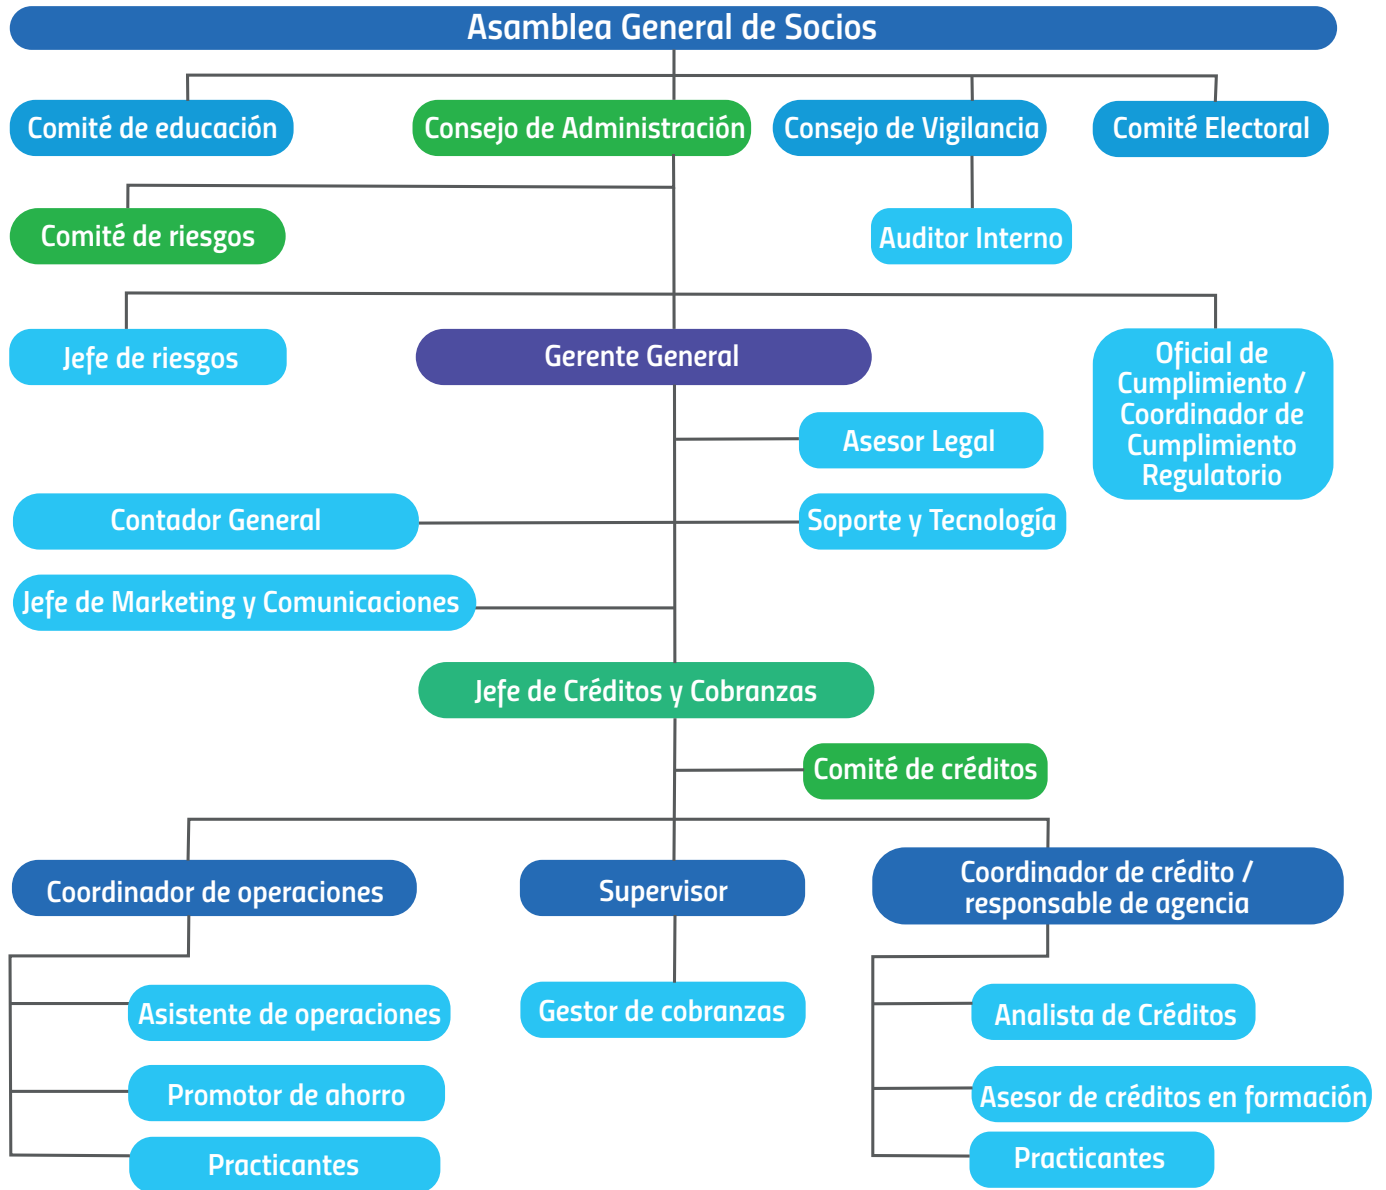 Asamblea General de Socios
Comité de educación
Consejo de Administración
Consejo de Vigilancia
Comité Electoral
Comité de riesgos
Auditor Interno
Jefe de riesgos
Gerente General
Oficial de
Cumplimiento /
Coordinador de
Cumplimiento
Regulatorio
Asesor Legal
Contador General
Soporte y Tecnología
Jefe de Marketing y Comunicaciones
Jefe de Créditos y Cobranzas
Comité de créditos
Coordinador de operaciones
Supervisor
Coordinador de crédito /
responsable de agencia
Asistente de operaciones
Promotor de ahorro
Practicantes
Gestor de cobranzas
Analista de Créditos
Asesor de créditos en formación
Practicantes